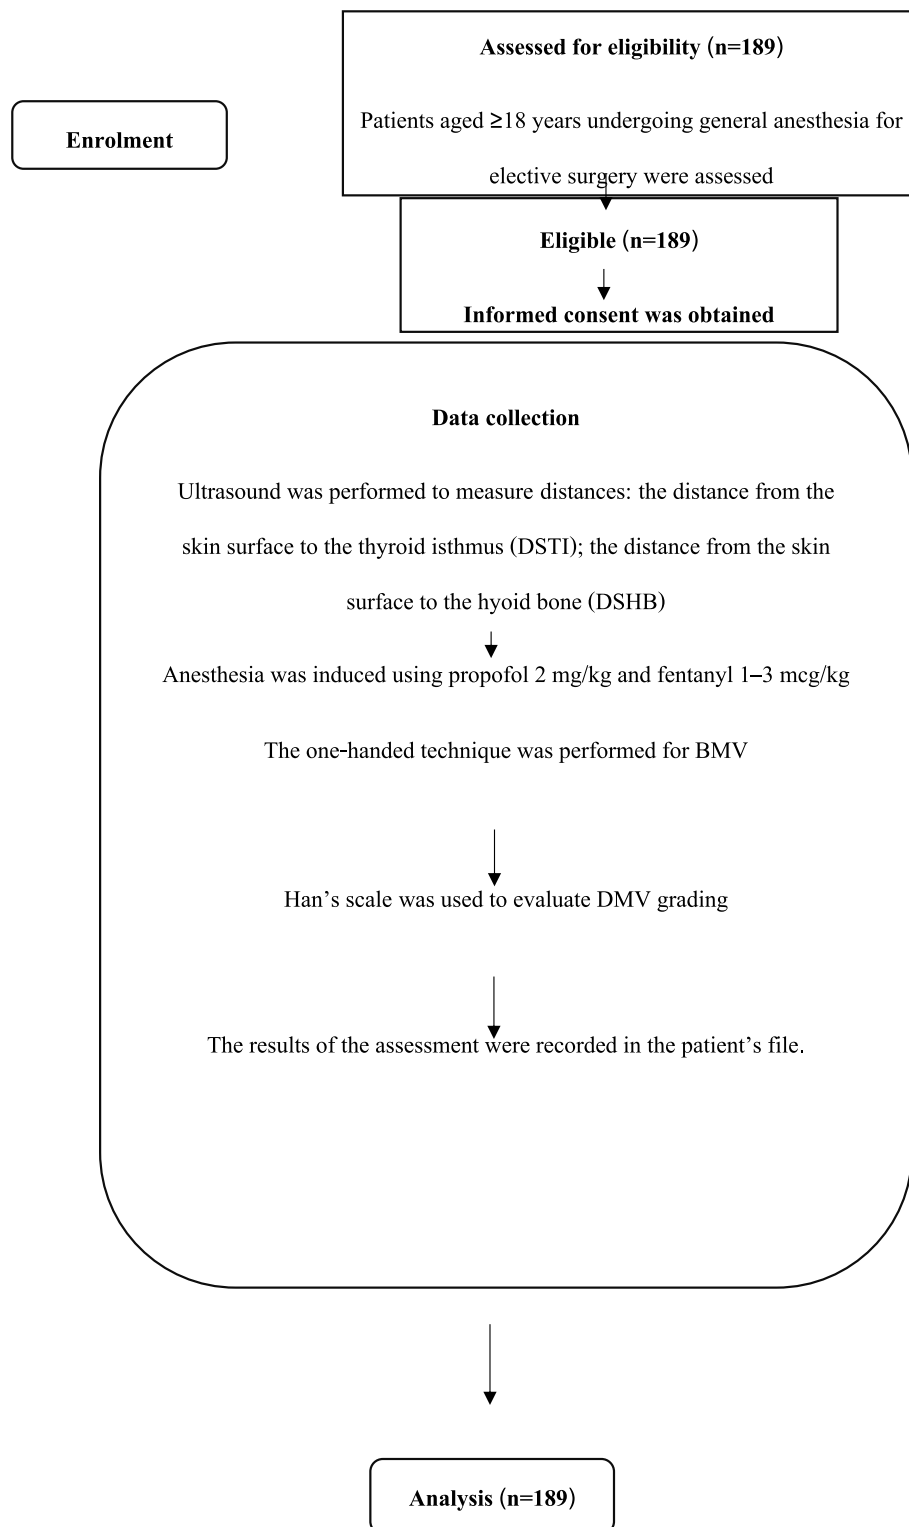 Assessed for eligibility (n=189)
Enrolment
Patients aged ≥18 years undergoing general anesthesia for
elective surgery were assessed
Eligible (n=189)
Informed consent was obtained
Data collection
Ultrasound was performed to measure distances: the distance from the
skin surface to the thyroid isthmus (DSTI); the distance from the skin
surface to the hyoid bone (DSHB)
Anesthesia was induced using propofol 2 mg/kg and fentanyl 1–3 mcg/kg
The one-handed technique was performed for BMV
Han’s scale was used to evaluate DMV grading
The results of the assessment were recorded in the patient’s file.
Analysis (n=189)